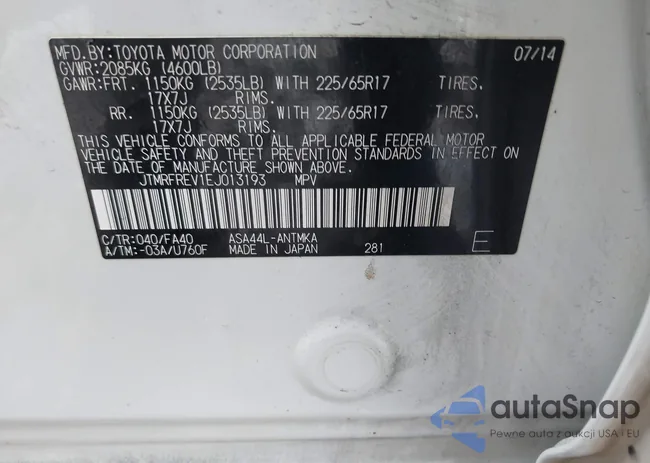 MFD.BY:TOYOTA MOTOR CORPORATION 07/14
GVWR:2085KG (4600LB)
GAWR:FRT. 1150KG (2535LB) WITH 225/65R17 TIRES,
17X7J RIMS.
RR. 1150KG (2535LB) WITH 225/65R17 TIRES,
17X7J RIMS.
THIS VEHICLE CONFORMS TO ALL APPLICABLE FEDERAL MOTOR
VEHICLE SAFETY AND THEFT PREVENTION STANDARDS IN EFFECT ON
THE DATE OF MANUFACTURE SHOWN ABOVE.
JTMRFREV1EJ013193 MPV
C/TR:040/FA40 ASA44L-ANTMKA
A/TM:-03A/U760F MADE IN JAPAN 281 E
autoSnap
Pewne auta z aukcji USA i EU